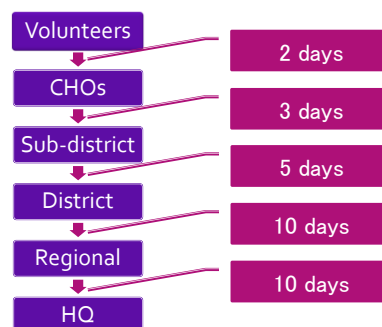 Volunteers
2 days
CHOs
3 days
Sub-district
5 days
District
10 days
Regional
10 days
HQ